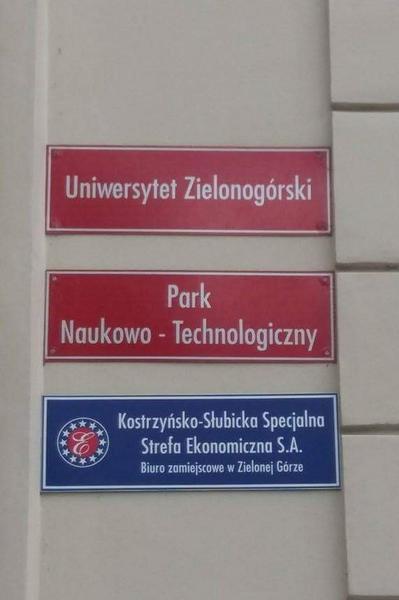 Uniwersytet Zielonogórski
Park
Naukowo - Technologiczny
Kostrzyńsko-Słubicka Specjalna
Strefa Ekonomiczna S.A.
Biuro zamiejscowe w Zielonej Górze
E